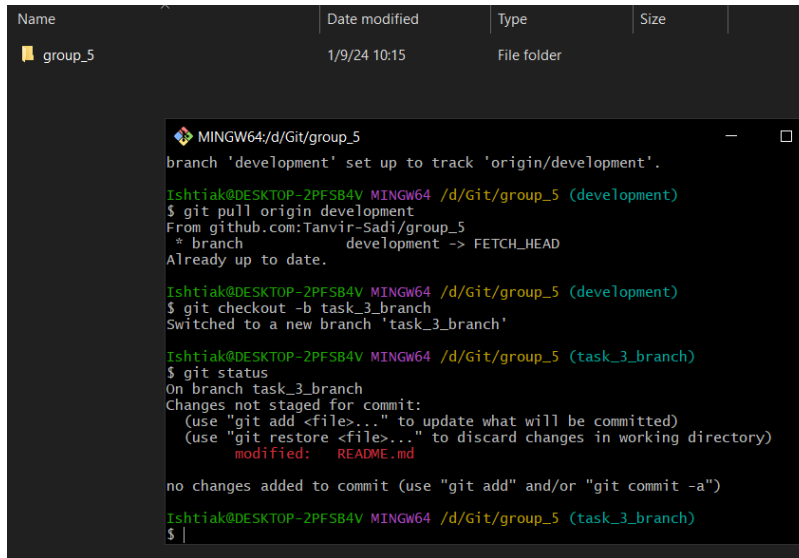 Name Date modified Type Size
group_5 1/9/24 10:15 File folder
MINGW64:/d/Git/group_5
branch 'development' set up to track 'origin/development'.
Ishtiak@DESKTOP-2PFSB4V MINGW64 /d/Git/group_5 (development)
$ git pull origin development
From github.com:Tanvir-Sadi/group_5
 * branch            development -> FETCH_HEAD
Already up to date.
Ishtiak@DESKTOP-2PFSB4V MINGW64 /d/Git/group_5 (development)
$ git checkout -b task_3_branch
Switched to a new branch 'task_3_branch'
Ishtiak@DESKTOP-2PFSB4V MINGW64 /d/Git/group_5 (task_3_branch)
$ git status
On branch task_3_branch
Changes not staged for commit:
  (use "git add <file>..." to update what will be committed)
  (use "git restore <file>..." to discard changes in working directory)
        modified:   README.md
no changes added to commit (use "git add" and/or "git commit -a")
Ishtiak@DESKTOP-2PFSB4V MINGW64 /d/Git/group_5 (task_3_branch)
$